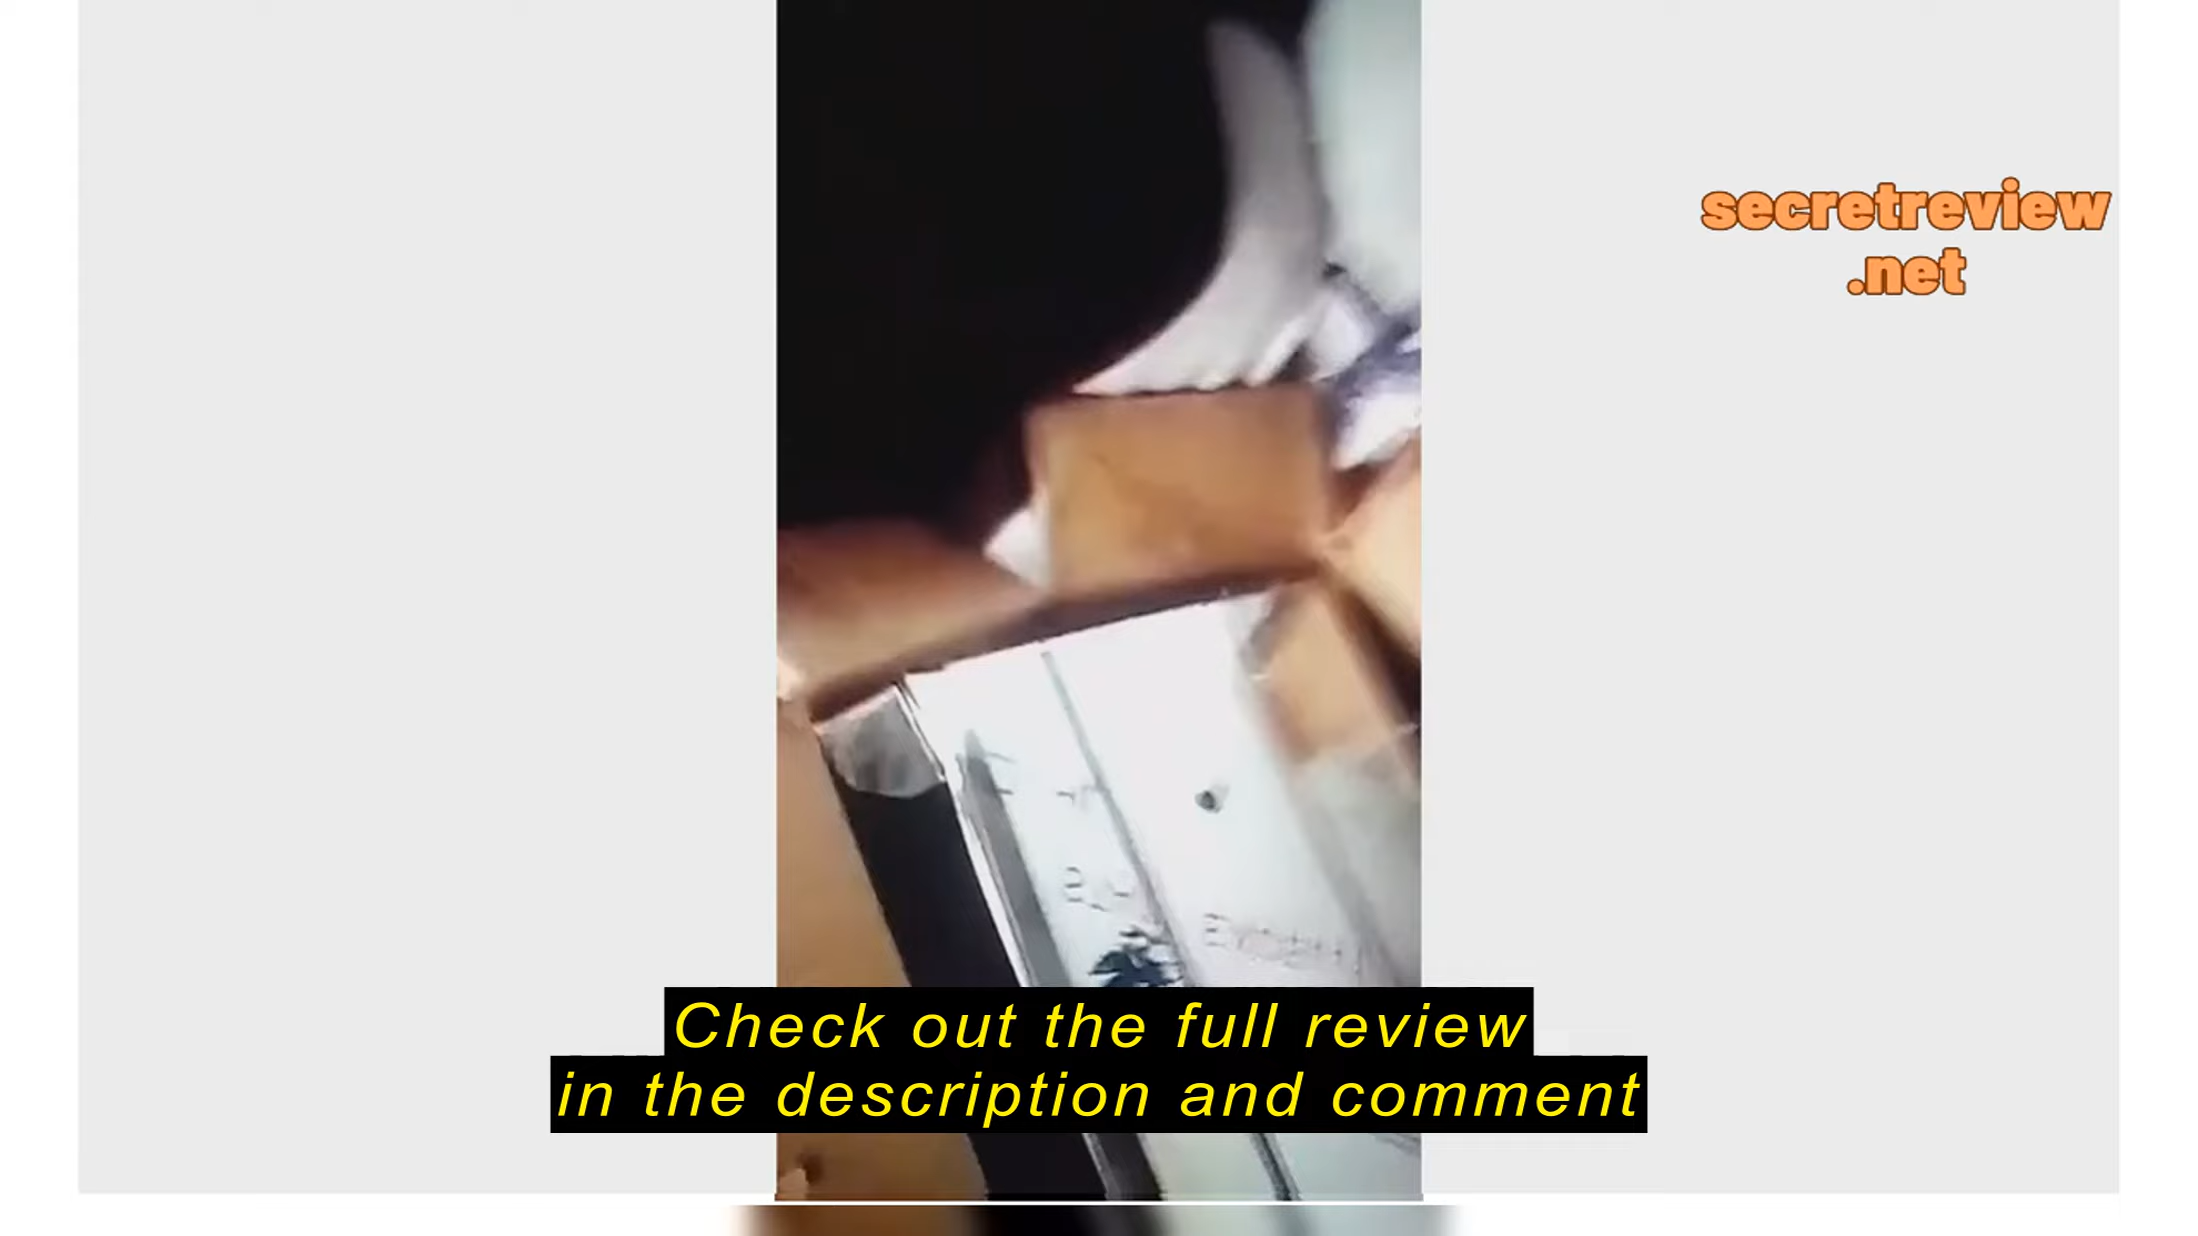 secretreview
.net
Check out the full review
in the description and comment